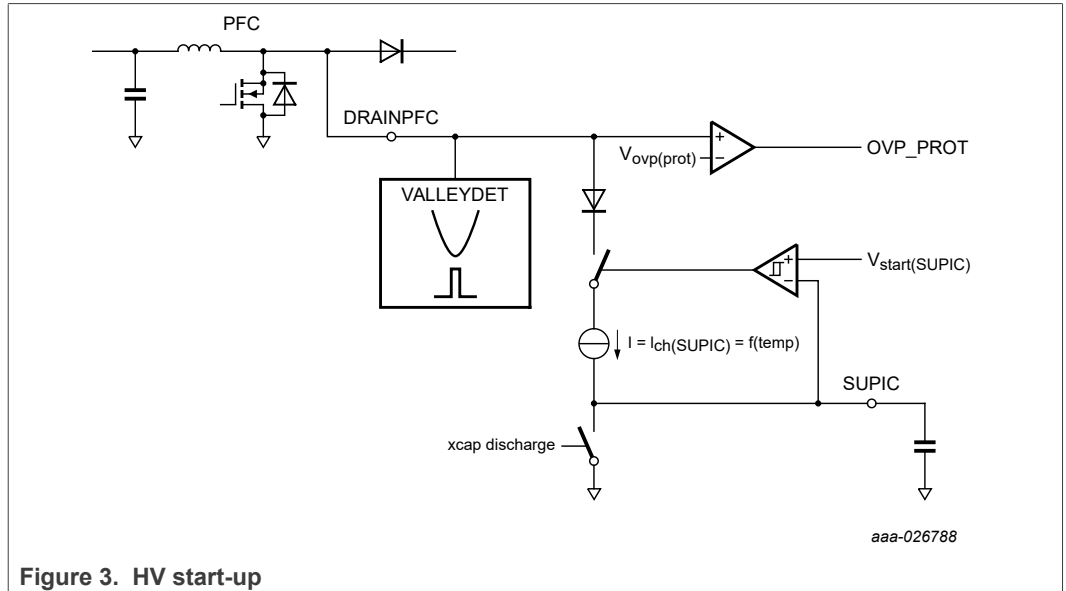 PFC
DRAINPFC
Vovp(prot)
OVP_PROT
VALLEYDET
Vstart(SUPIC)
I = Ich(SUPIC) = f(temp)
SUPIC
xcap discharge
aaa-026788
Figure 3. HV start-up